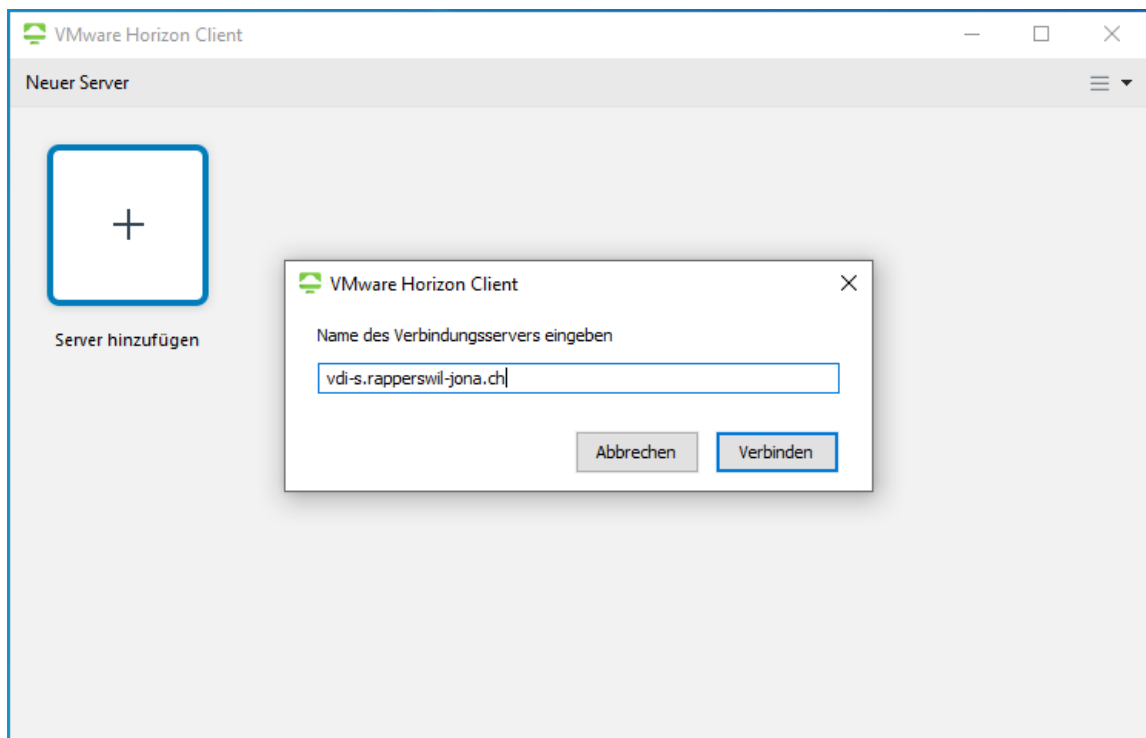 VMware Horizon Client
Neuer Server
Server hinzufügen
VMware Horizon Client
Name des Verbindungsservers eingeben
vdi-s.rapperswil-jona.ch
Abbrechen Verbinden